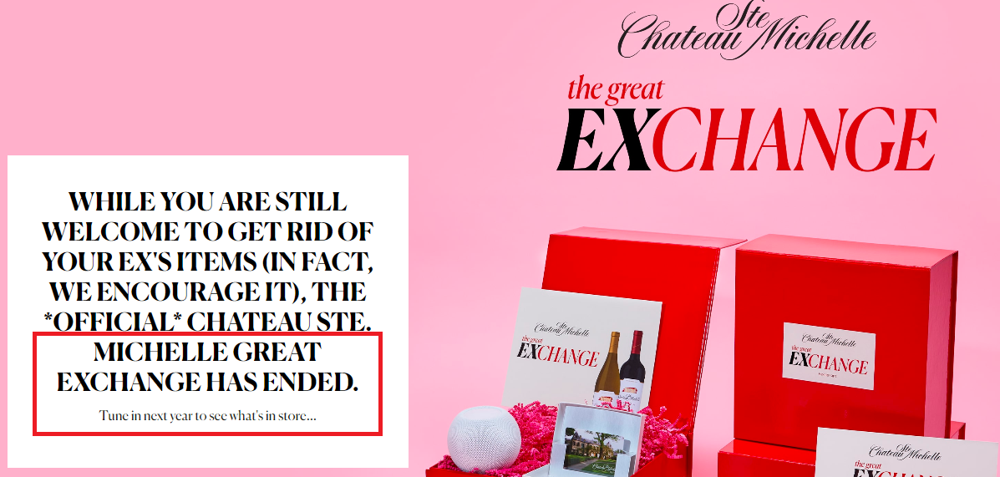 Ste
Chateau Michelle
the great
EXCHANGE
WHILE YOU ARE STILL
WELCOME TO GET RID OF
YOUR EX'S ITEMS (IN FACT,
WE ENCOURAGE IT), THE
*OFFICIAL* CHATEAU STE.
MICHELLE GREAT
EXCHANGE HAS ENDED.
Tune in next year to see what's in store...
Ste
Chateau Michelle
the great
EXCHANGE
Ste
Chateau Michelle
the great
EXCHANGE
Ste
Chateau Michelle
the great
EXCHANGE